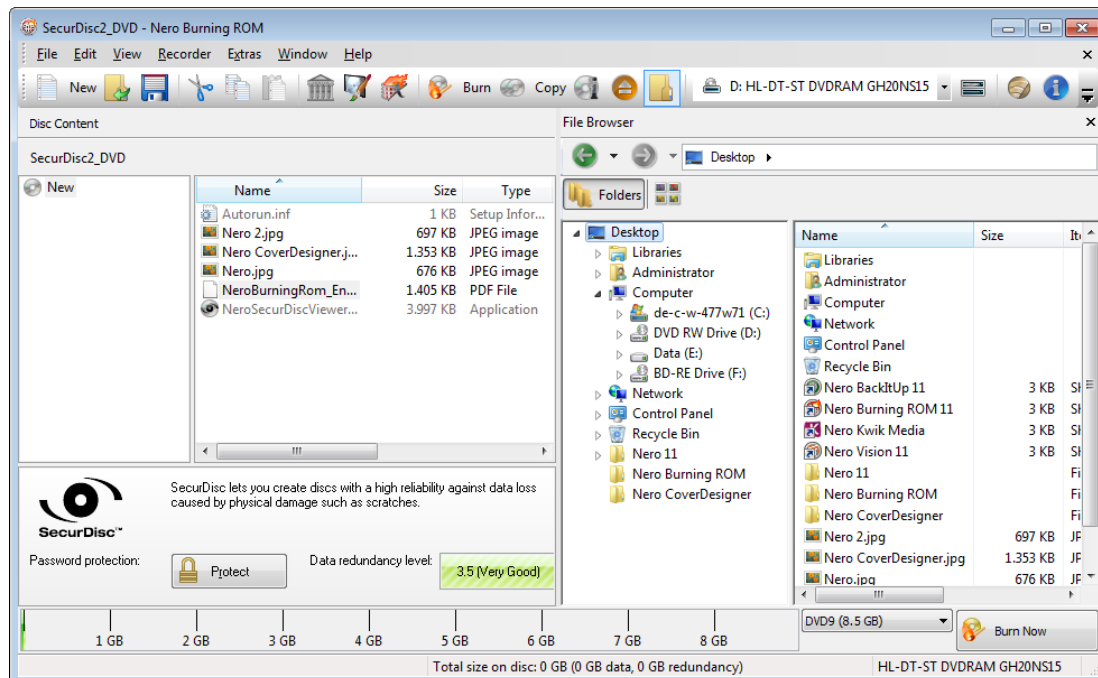 SecurDisc2_DVD - Nero Burning ROM
File Edit View Recorder Extras Window Help
New Burn Copy D: HL-DT-ST DVDRAM GH20NS15
Disc Content
SecurDisc2_DVD
New
Name Size Type
Autorun.inf 1 KB Setup Infor...
Nero 2.jpg 697 KB JPEG image
Nero CoverDesigner.j... 1.353 KB JPEG image
Nero.jpg 676 KB JPEG image
NeroBurningRom_En... 1.405 KB PDF File
NeroSecurDiscViewer... 3.997 KB Application
File Browser
Desktop
Folders
Desktop
Libraries
Administrator
Computer
de-c-w-477w71 (C:)
DVD RW Drive (D:)
Data (E:)
BD-RE Drive (F:)
Network
Control Panel
Recycle Bin
Nero 11
Nero Burning ROM
Nero CoverDesigner
Name Size Ite
Libraries
Administrator
Computer
Network
Control Panel
Recycle Bin
Nero BackItUp 11 3 KB
Nero Burning ROM 11 3 KB
Nero Kwik Media 3 KB
Nero Vision 11 3 KB
Nero 11 Fi
Nero Burning ROM Fi
Nero CoverDesigner Fi
Nero 2.jpg 697 KB
Nero CoverDesigner.jpg 1.353 KB
Nero.jpg 676 KB
SecurDisc™
SecurDisc lets you create discs with a high reliability against data loss
caused by physical damage such as scratches.
Password protection: Protect Data redundancy level: 3.5 (Very Good)
1 GB 2 GB 3 GB 4 GB 5 GB 6 GB 7 GB 8 GB
DVD9 (8.5 GB) Burn Now
Total size on disc: 0 GB (0 GB data, 0 GB redundancy) HL-DT-ST DVDRAM GH20NS15